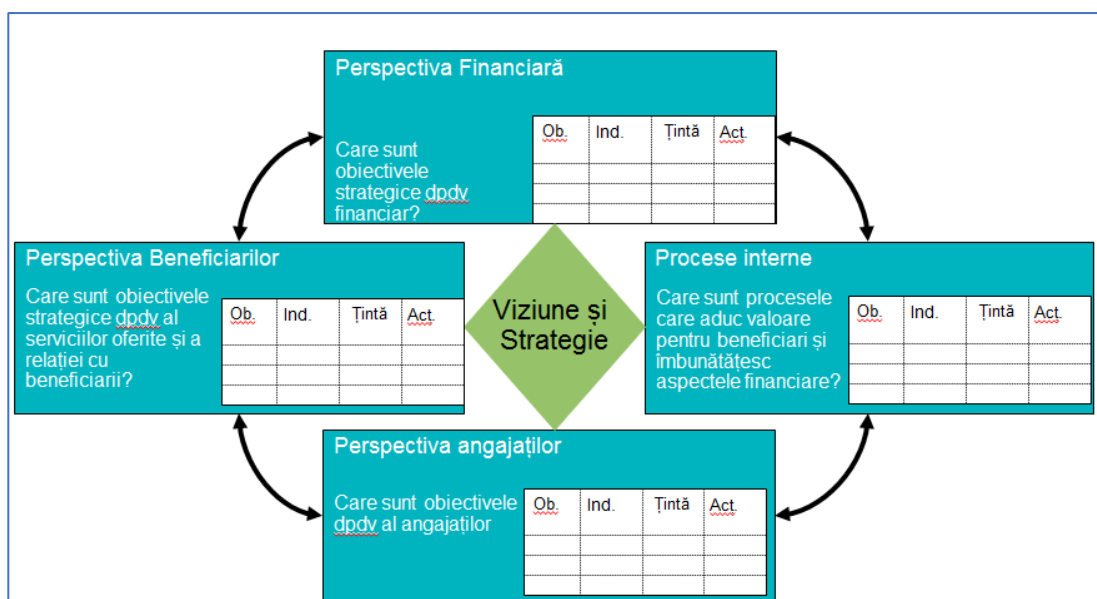 Perspectiva Financiară
Ob. Ind. Țintă Act.
Care sunt
obiectivele
strategice dpdv
financiar?
Perspectiva Beneficiarilor
Care sunt obiectivele
strategice dpdv al
serviciilor oferite și a
relației cu
beneficiarii?
Ob. Ind. Țintă Act.
Viziune și
Strategie
Procese interne
Care sunt procesele
care aduc valoare
pentru beneficiari și
îmbunătățesc
aspectele financiare?
Ob. Ind. Țintă Act.
Perspectiva angajaților
Care sunt obiectivele
dpdv al angajaților
Ob. Ind. Țintă Act.